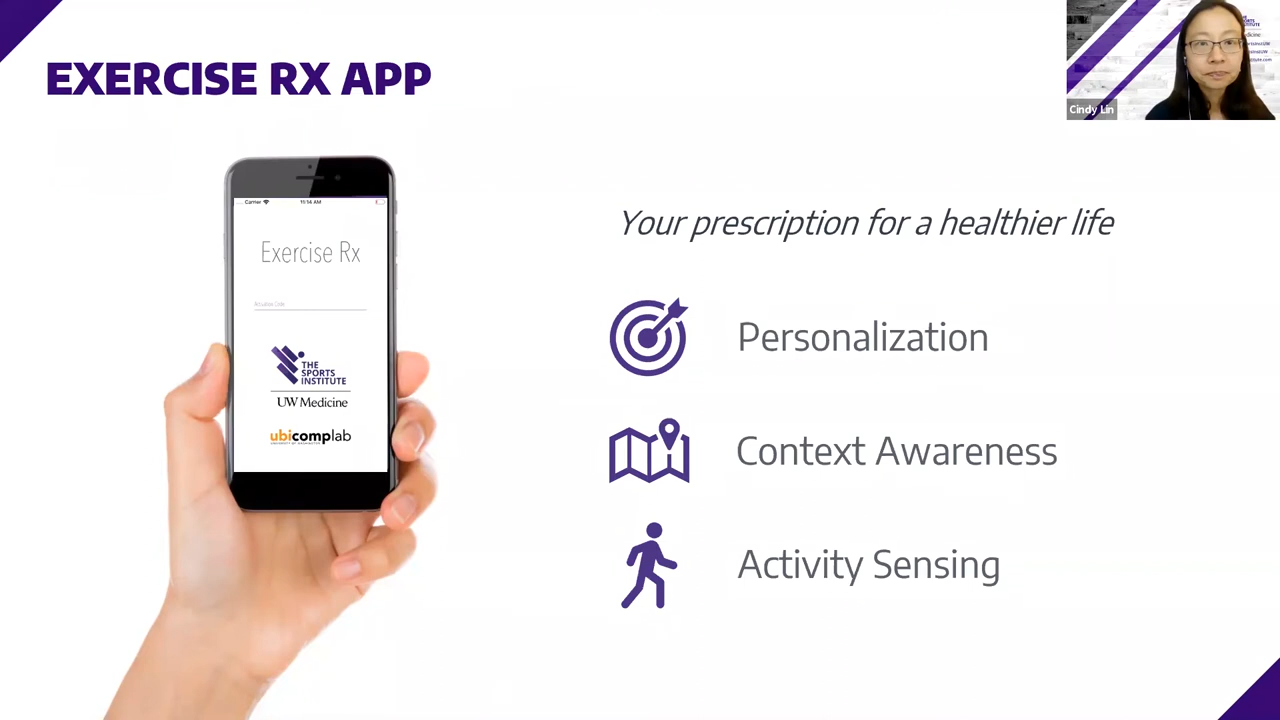 EXERCISE RX APP
Cindy Lin
Your prescription for a healthier life
Personalization
Context Awareness
Activity Sensing
Carrier
11:14 AM
Exercise Rx
THE
SPORTS
INSTITUTE
UW Medicine
ubicomplab